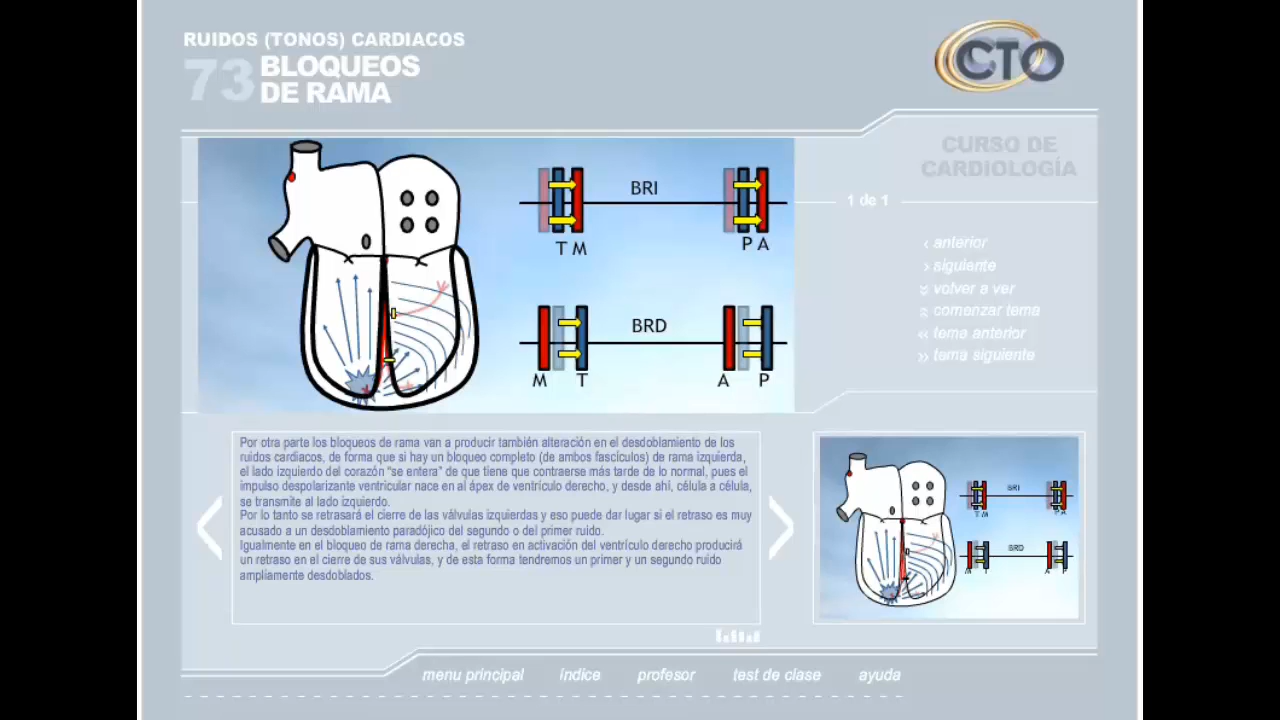 RUIDOS (TONOS) CARDIACOS
73 BLOQUEOS
DE RAMA
CTO
CURSO DE
CARDIOLOGÍA
1 de 1
‹ anterior
› siguiente
volver a ver
comenzar tema
‹‹ tema anterior
›› tema siguiente
BRI
T M
P A
BRD
M T
A P
Por otra parte los bloqueos de rama van a producir también alteración en el desdoblamiento de los
ruidos cardiacos, de forma que si hay un bloqueo completo (de ambos fascículos) de rama izquierda,
el lado izquierdo del corazón "se entera" de que tiene que contraerse más tarde de lo normal, pues el
impulso despolarizante ventricular nace en al ápex de ventrículo derecho, y desde ahí, célula a célula,
se transmite al lado izquierdo.
Por lo tanto se retrasará el cierre de las válvulas izquierdas y eso puede dar lugar si el retraso es muy
acusado a un desdoblamiento paradójico del segundo o del primer ruido.
Igualmente en el bloqueo de rama derecha, el retraso en activación del ventrículo derecho producirá
un retraso en el cierre de sus válvulas, y de esta forma tendremos un primer y un segundo ruido
ampliamente desdoblados.
BRI
T M
P A
BRD
M T
A P
menu principal
índice
profesor
test de clase
ayuda